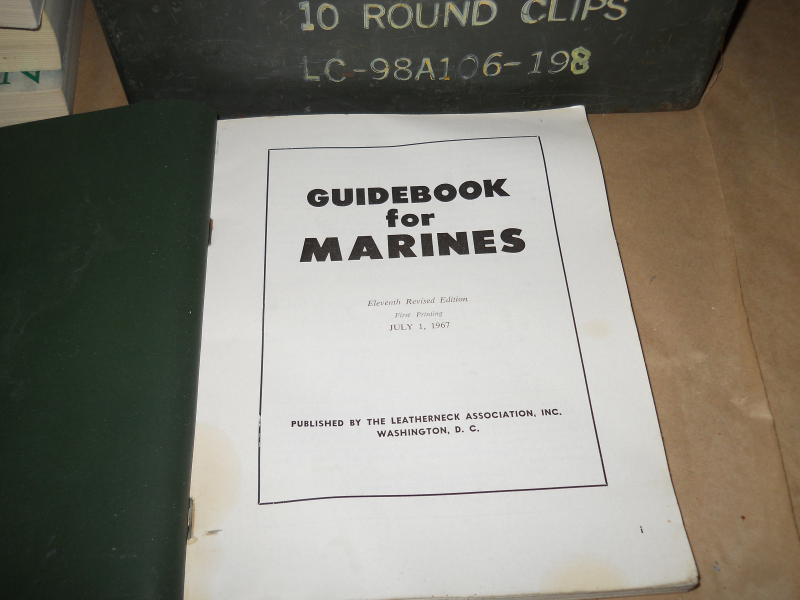 10 ROUND CLIPS
LC-98A106-198
GUIDEBOOK
for
MARINES
Eleventh Revised Edition
First Printing
JULY 1, 1967
PUBLISHED BY THE LEATHERNECK ASSOCIATION, INC.
WASHINGTON, D. C.
i